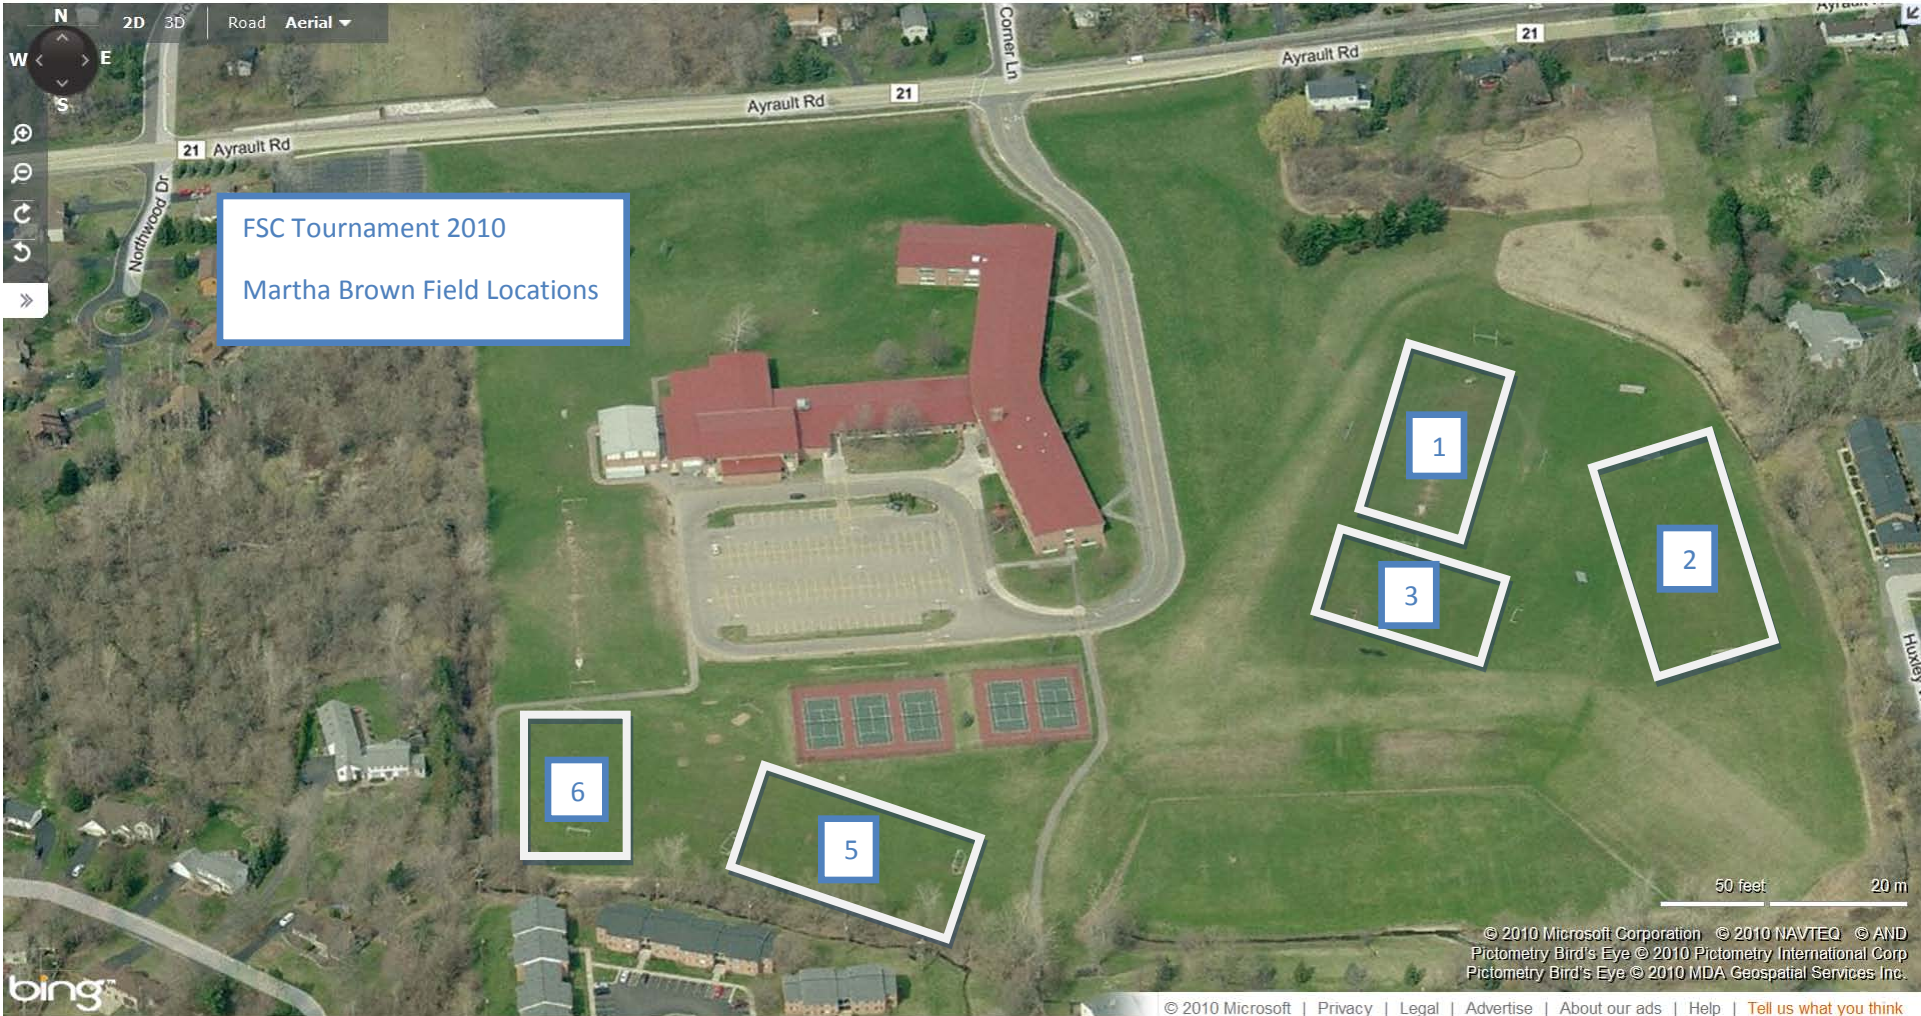 N
W
E
S
2D 3D Road Aerial
Corner Ln
Ayrault Rd
21
Ayrault Rd
21
Ayrault Rd
21 Ayrault Rd
Northwood Dr
FSC Tournament 2010
Martha Brown Field Locations
1
2
3
6
5
Huxley
50 feet 20 m
© 2010 Microsoft Corporation © 2010 NAVTEQ © AND
Pictometry Bird's Eye © 2010 Pictometry International Corp
Pictometry Bird's Eye © 2010 MDA Geospatial Services Inc.
bing™
© 2010 Microsoft | Privacy | Legal | Advertise | About our ads | Help | Tell us what you think